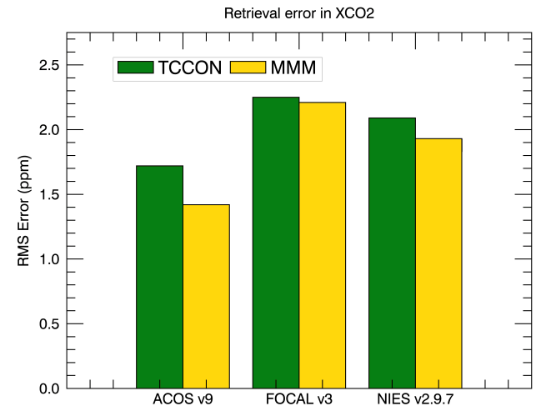 Retrieval error in XCO2
TCCON MMM
RMS Error (ppm)
2.5
2.0
1.5
1.0
0.5
0.0
ACOS v9 FOCAL v3 NIES v2.9.7